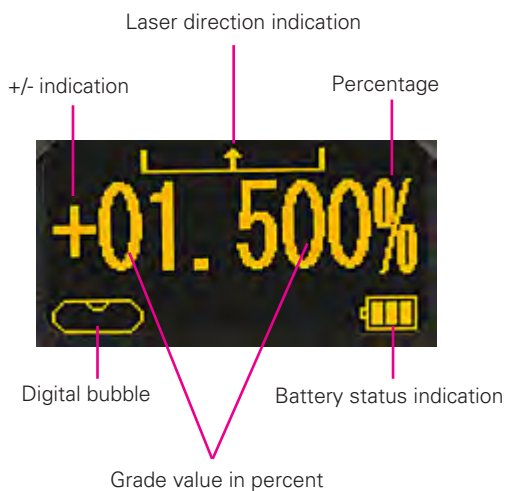 Laser direction indication
+/- indication
Percentage
+01.500%
Digital bubble
Battery status indication
Grade value in percent